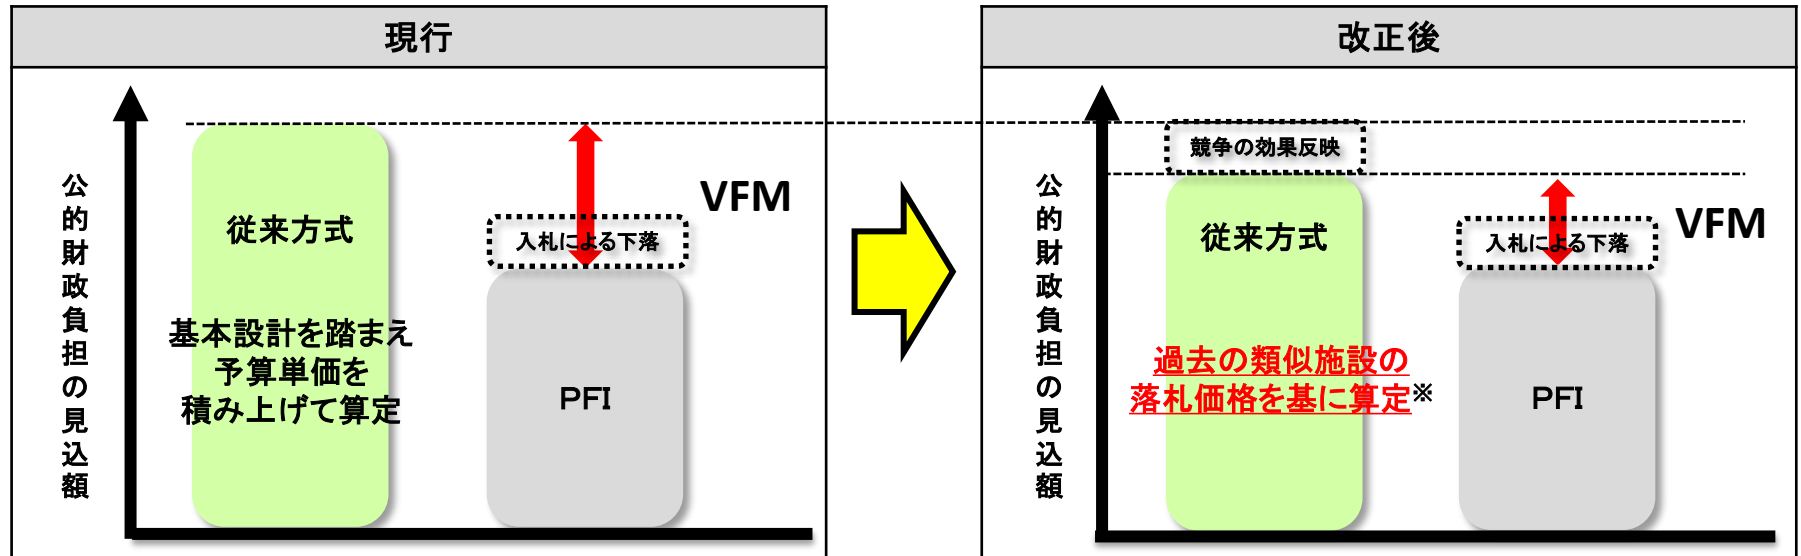 現行
公的財政負担の見込額
従来方式
基本設計を踏まえ
予算単価を
積み上げて算定
入札による下落
PFI
VFM
改正後
公的財政負担の見込額
競争の効果反映
従来方式
過去の類似施設の
落札価格を基に算定※
入札による下落
PFI
VFM